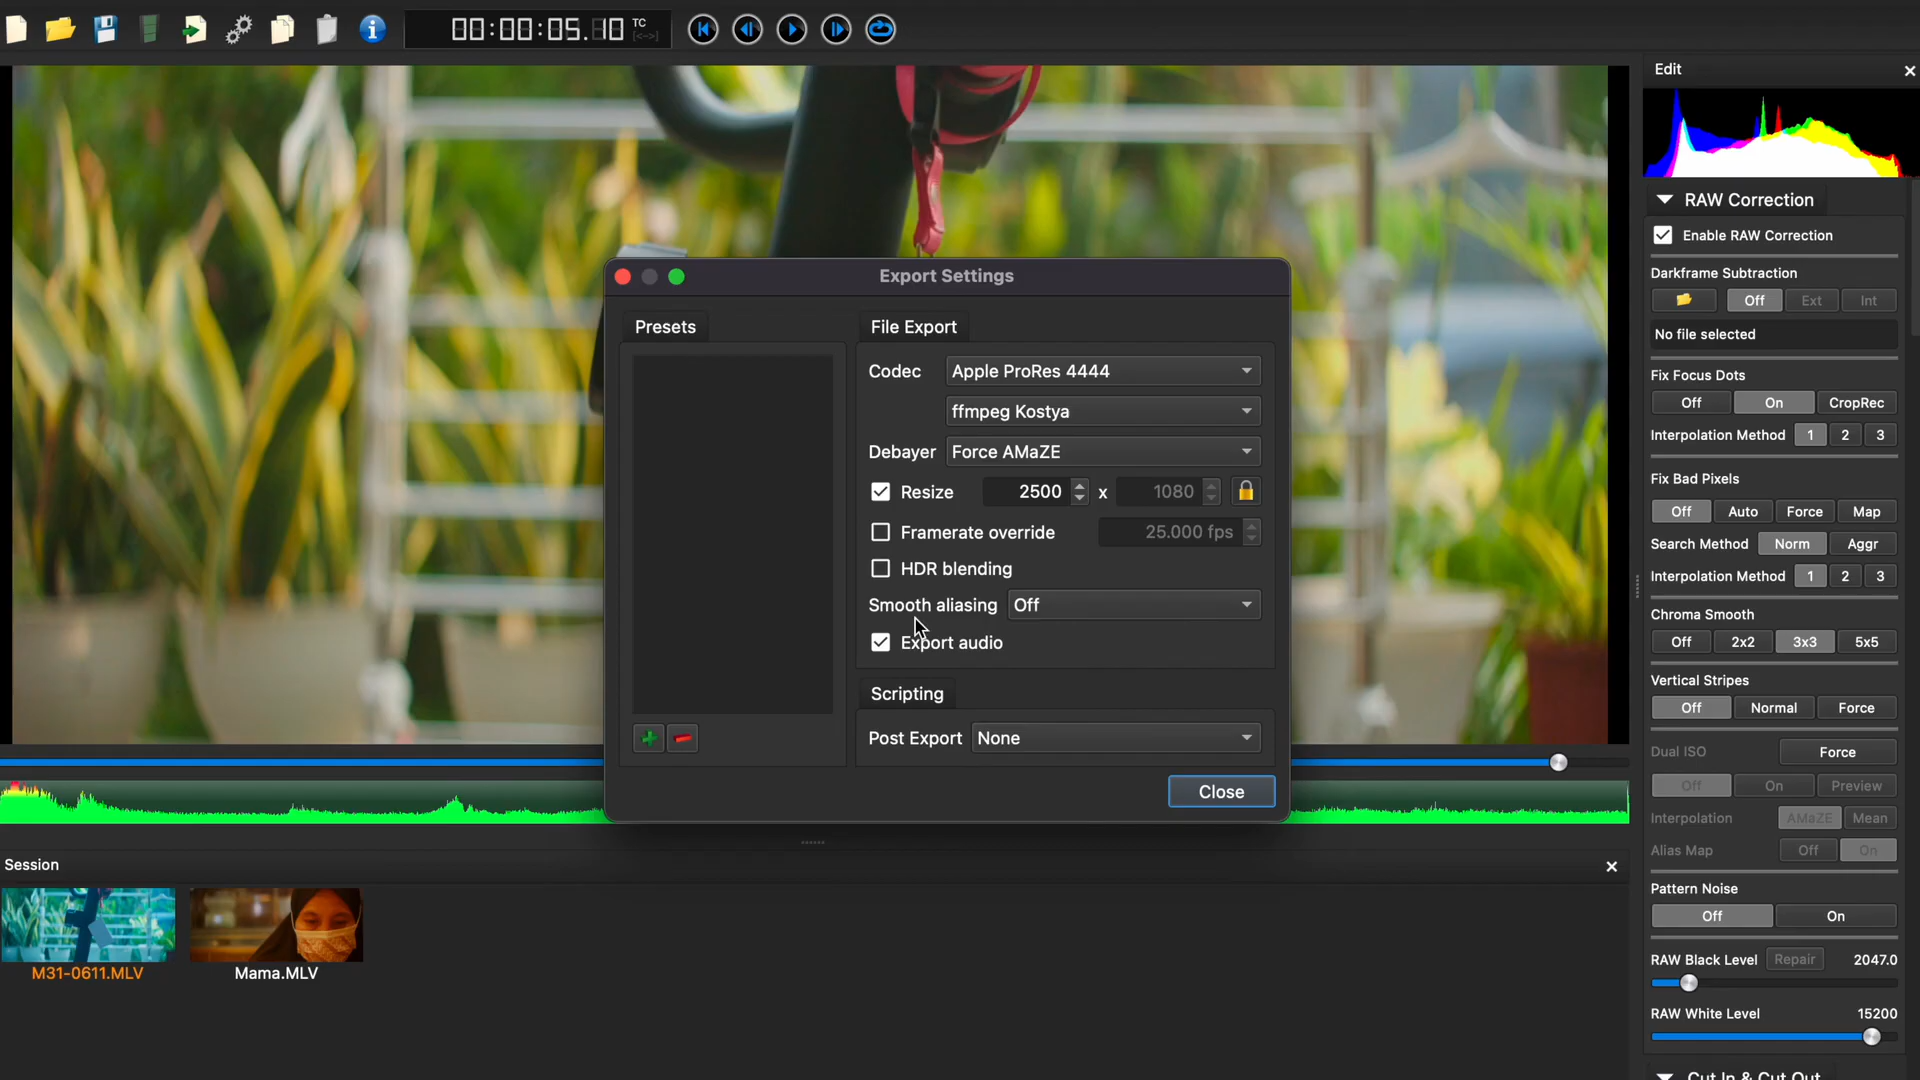 00:00:05.10 TC
[<-->]
Edit
RAW Correction
Enable RAW Correction
Darkframe Subtraction
Off Ext Int
No file selected
Fix Focus Dots
Off On CropRec
Interpolation Method 1 2 3
Fix Bad Pixels
Off Auto Force Map
Search Method Norm Aggr
Interpolation Method 1 2 3
Chroma Smooth
Off 2x2 3x3 5x5
Vertical Stripes
Off Normal Force
Dual ISO Force
Off On Preview
Interpolation AMaZE Mean
Alias Map Off On
Pattern Noise
Off On
RAW Black Level Repair 2047.0
RAW White Level 15200
Cut In & Cut Out
Export Settings
Presets
File Export
Codec Apple ProRes 4444
ffmpeg Kostya
Debayer Force AMaZE
Resize 2500 x 1080
Framerate override 25.000 fps
HDR blending
Smooth aliasing Off
Export audio
Scripting
Post Export None
Close
Session
M31-0611.MLV
Mama.MLV